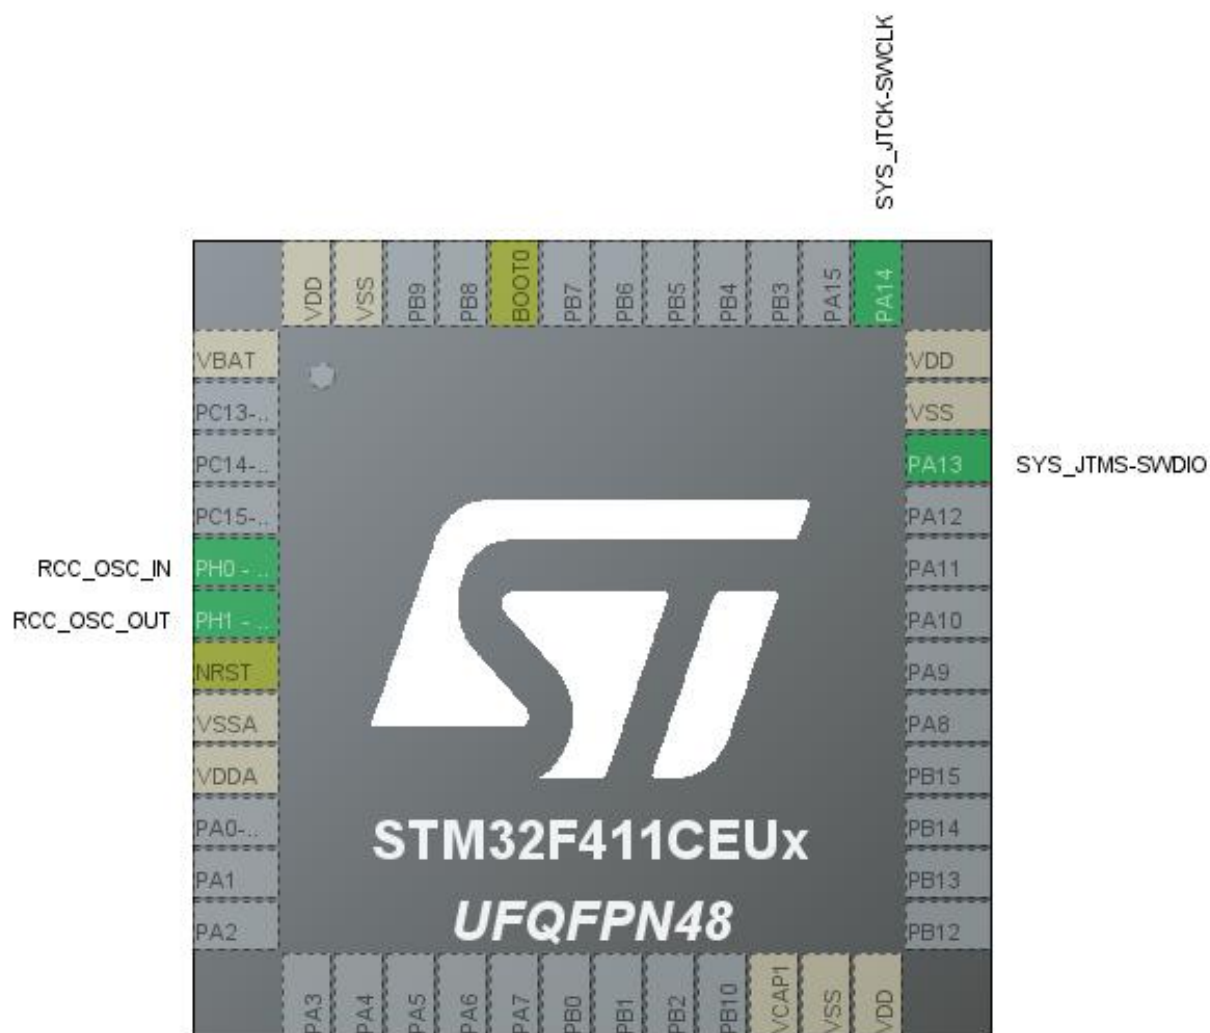 SYS_JTCK-SWCLK
VDD
VSS
PB9
PB8
BOOT0
PB7
PB6
PB5
PB4
PB3
PA15
PA14
VBAT
PC13-..
PC14-..
PC15-..
RCC_OSC_IN
PH0 - ..
RCC_OSC_OUT
PH1 - ..
NRST
VSSA
VDDA
PA0-..
PA1
PA2
VDD
VSS
PA13
SYS_JTMS-SWDIO
PA12
PA11
PA10
PA9
PA8
PB15
PB14
PB13
PB12
ST
STM32F411CEUx
UFQFPN48
PA3
PA4
PA5
PA6
PA7
PB0
PB1
PB2
PB10
VCAP1
VSS
VDD